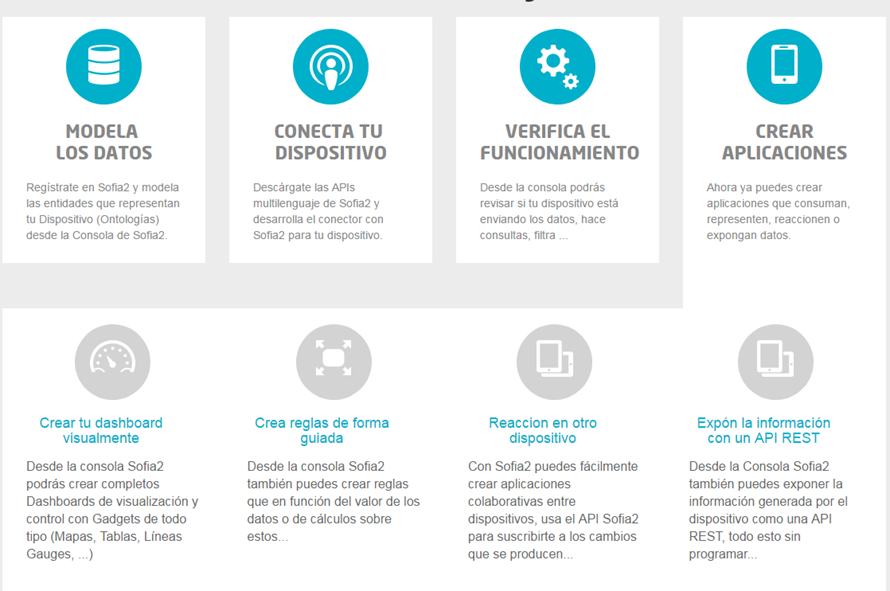 MODELA
LOS DATOS
Regístrate en Sofia2 y modela
las entidades que representan
tu Dispositivo (Ontologías)
desde la Consola de Sofia2.
CONECTA TU
DISPOSITIVO
Descárgate las APIs
multilenguaje de Sofia2 y
desarrolla el conector con
Sofia2 para tu dispositivo.
VERIFICA EL
FUNCIONAMIENTO
Desde la consola podrás
revisar si tu dispositivo está
enviando los datos, hace
consultas, filtra ...
CREAR
APLICACIONES
Ahora ya puedes crear
aplicaciones que consuman,
representen, reaccionen o
expongan datos.
Crear tu dashboard
visualmente
Desde la consola Sofia2
podrás crear completos
Dashboards de visualización y
control con Gadgets de todo
tipo (Mapas, Tablas, Líneas
Gauges, ...)
Crea reglas de forma
guiada
Desde la consola Sofia2
también puedes crear reglas
que en función del valor de los
datos o de cálculos sobre
estos...
Reaccion en otro
dispositivo
Con Sofia2 puedes fácilmente
crear aplicaciones
colaborativas entre
dispositivos, usa el API Sofia2
para suscribirte a los cambios
que se producen...
Expón la información
con un API REST
Desde la Consola Sofia2
también puedes exponer la
información generada por el
dispositivo como una API
REST, todo esto sin
programar...